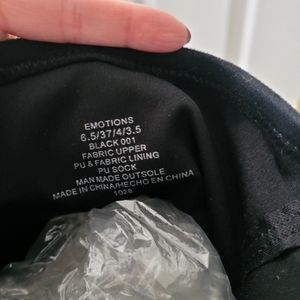 EMOTIONS
6.5/37/4/3.5
BLACK 001
FABRIC UPPER
PU & FABRIC LINING
PU SOCK
MAN MADE OUTSOLE
MADE IN CHINA/HECHO EN CHINA
1028